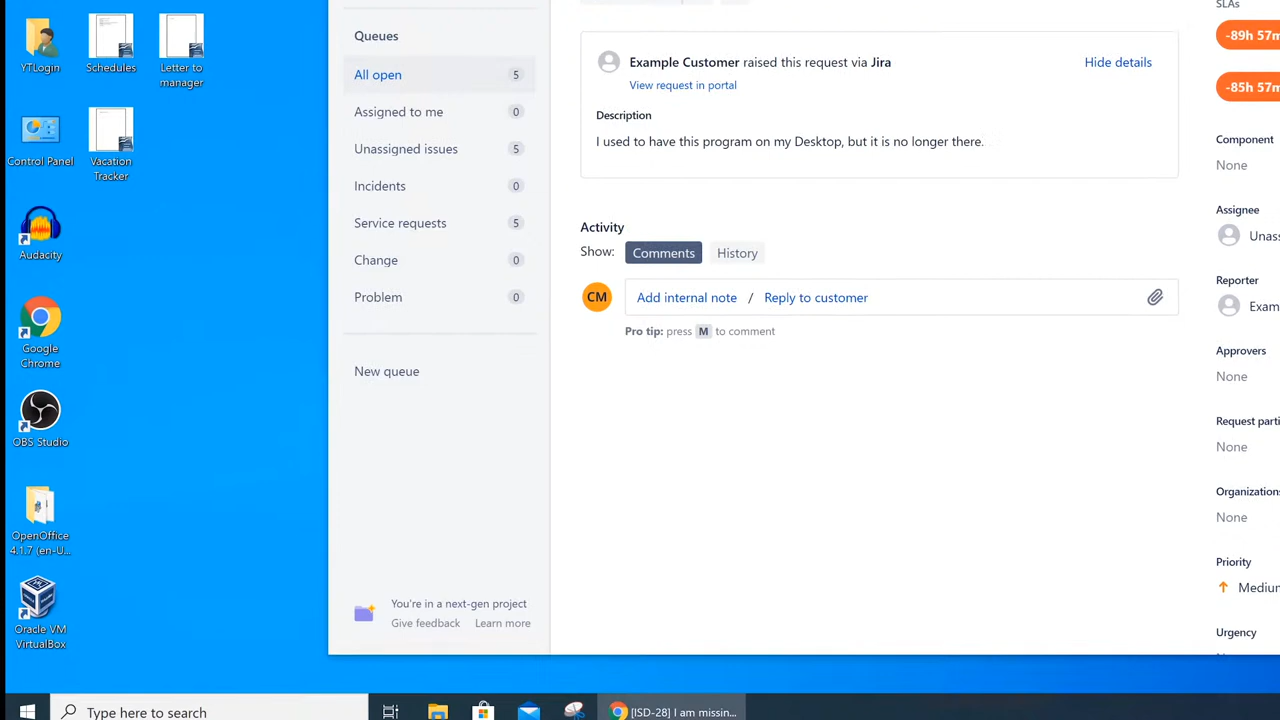 YTLogin
Schedules
Letter to
manager
Control Panel
Vacation
Tracker
Audacity
Google
Chrome
OBS Studio
OpenOffice
4.1.7 (en-U...
Oracle VM
VirtualBox
Queues
All open 5
Assigned to me 0
Unassigned issues 5
Incidents 0
Service requests 5
Change 0
Problem 0
New queue
You're in a next-gen project
Give feedback Learn more
Example Customer raised this request via Jira
Hide details
View request in portal
Description
I used to have this program on my Desktop, but it is no longer there.
Activity
Show: Comments History
CM Add internal note / Reply to customer
Pro tip: press M to comment
SLAs
-89h 57m
-85h 57m
Component
None
Assignee
Unass
Reporter
Exam
Approvers
None
Request parti
None
Organizations
None
Priority
Medium
Urgency
Type here to search
[ISD-28] I am missin...